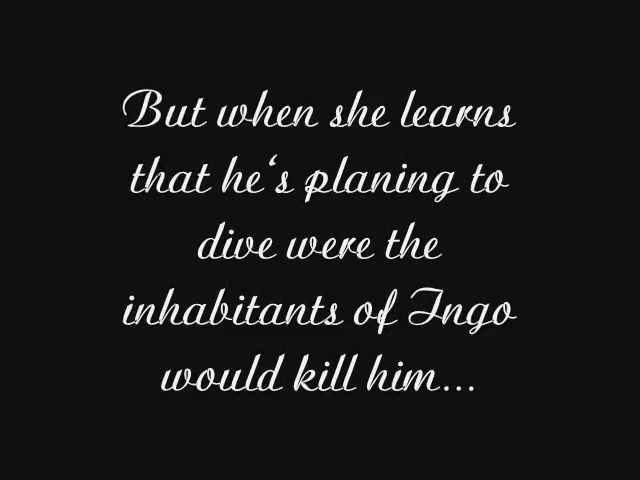 But when she learns
that he's planing to
dive were the
inhabitants of Ingo
would kill him...